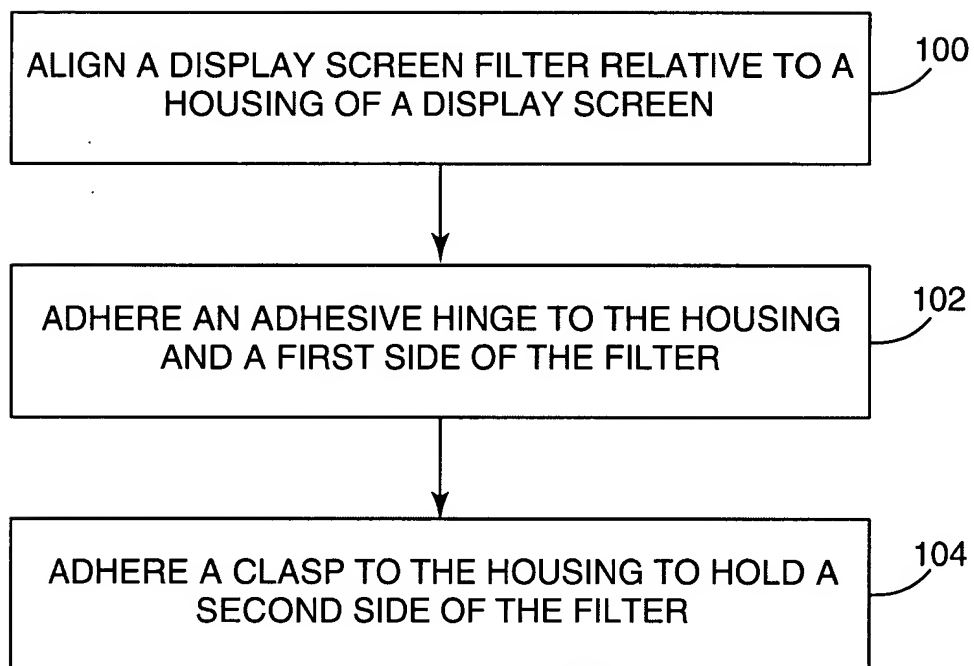 ALIGN A DISPLAY SCREEN FILTER RELATIVE TO A
HOUSING OF A DISPLAY SCREEN
100
ADHERE AN ADHESIVE HINGE TO THE HOUSING
AND A FIRST SIDE OF THE FILTER
102
ADHERE A CLASP TO THE HOUSING TO HOLD A
SECOND SIDE OF THE FILTER
104